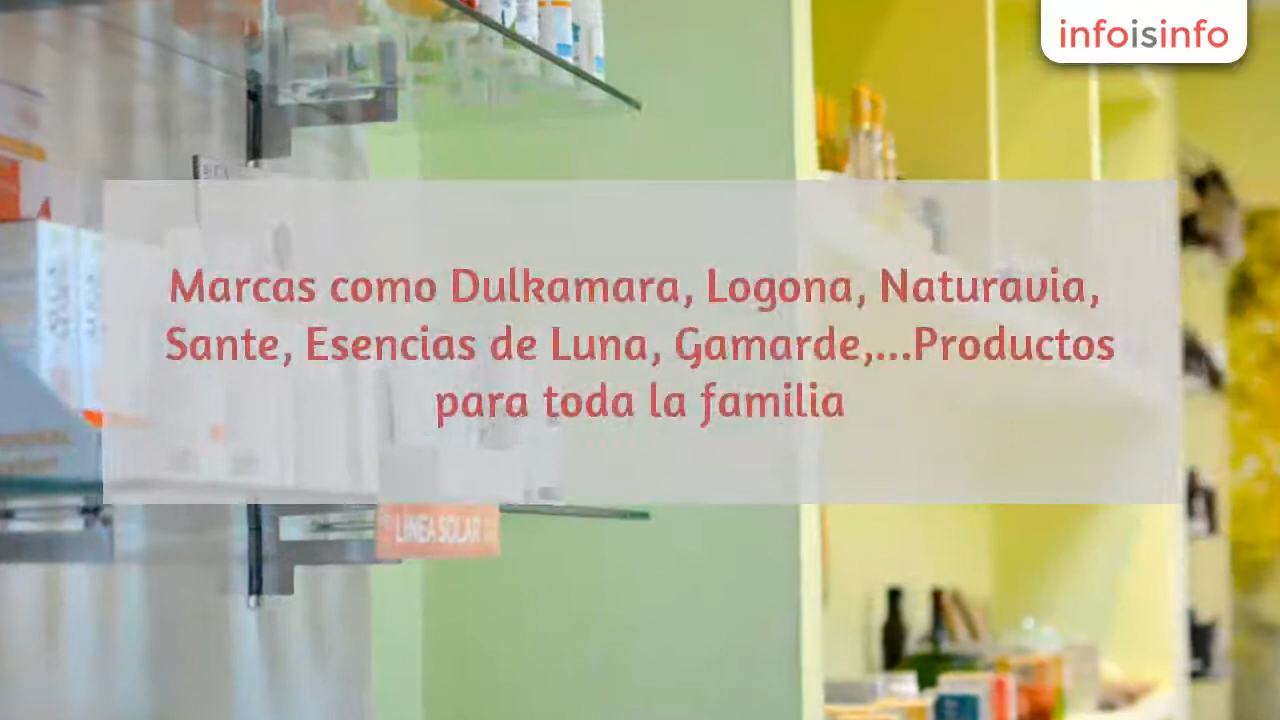 infoisinfo
Marcas como Dulkamara, Logona, Naturavia,
Sante, Esencias de Luna, Gamarde,...Productos
para toda la familia
LINEA SOLAR